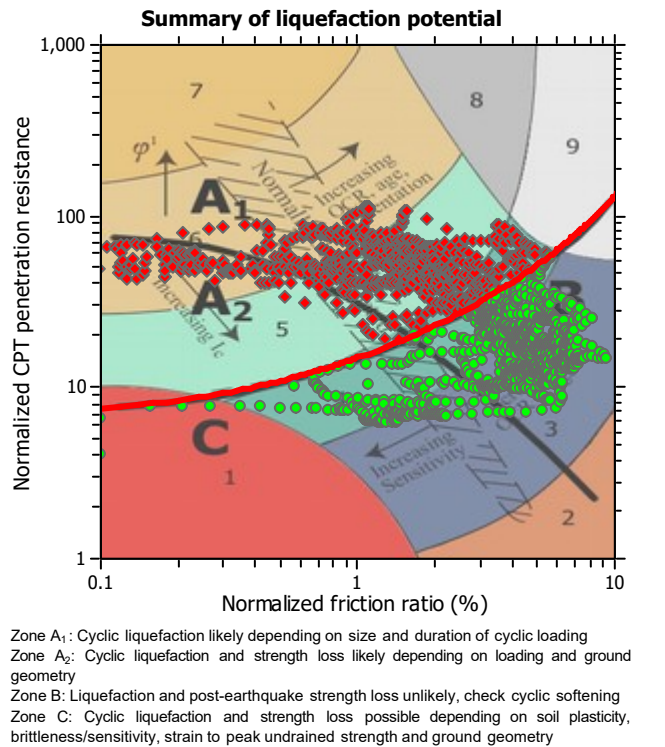 Summary of liquefaction potential
1,000
7
8
9
φ'
Increasing
OCR, age,
A1
100
6
A2
Increasing Ic
5
B
10
C
1
Increasing
Sensitivity
3
2
1
0.1
1
10
Normalized CPT penetration resistance
Normalized friction ratio (%)
Zone A1: Cyclic liquefaction likely depending on size and duration of cyclic loading
Zone A2: Cyclic liquefaction and strength loss likely depending on loading and ground
geometry
Zone B: Liquefaction and post-earthquake strength loss unlikely, check cyclic softening
Zone C: Cyclic liquefaction and strength loss possible depending on soil plasticity,
brittleness/sensitivity, strain to peak undrained strength and ground geometry